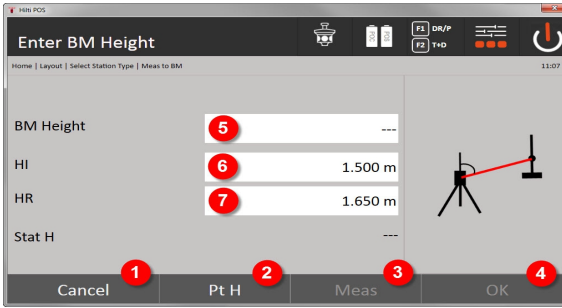 Hilti POS
Enter BM Height
POC POS
F1 DR/P
F2 T+D
Home | Layout | Select Station Type | Meas to BM 11:07
BM Height 5 ---
HI 6 1.500 m
HR 7 1.650 m
Stat H ---
1 2 3 4
Cancel Pt H Meas OK